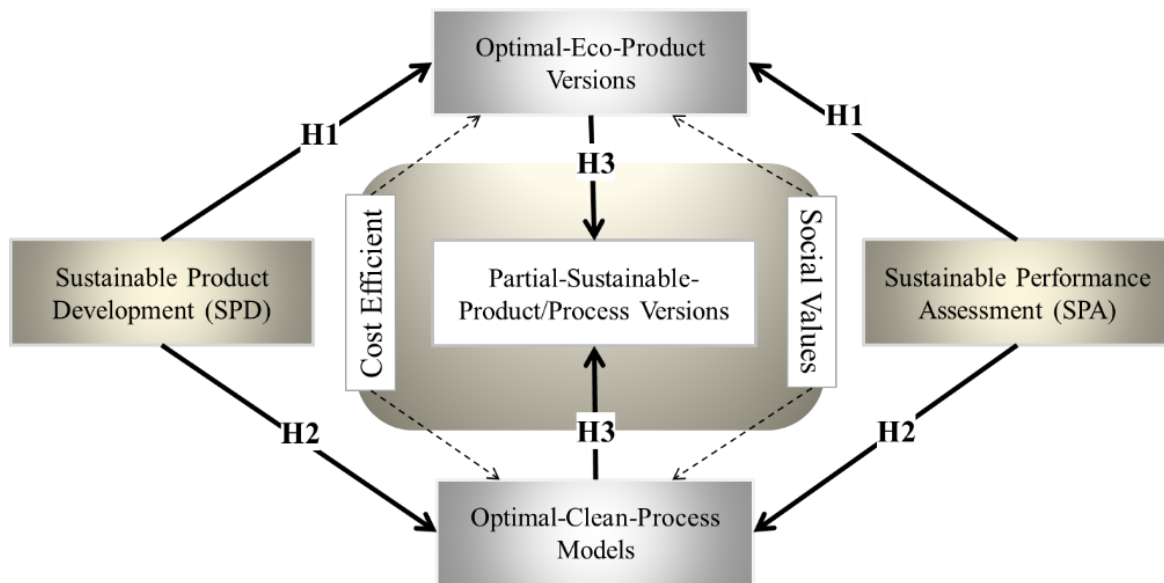 Optimal-Eco-Product
Versions
H1
H1
H3
Cost Efficient
Social Values
Sustainable Product
Development (SPD)
Partial-Sustainable-
Product/Process Versions
Sustainable Performance
Assessment (SPA)
H2
H3
H2
Optimal-Clean-Process
Models